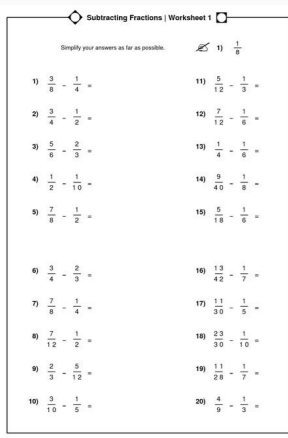 Subtracting Fractions | Worksheet 1
Simplify your answers as far as possible.
1) 1/8
1) 3/8 - 1/4 =
2) 3/4 - 1/2 =
3) 5/6 - 2/3 =
4) 1/2 - 1/10 =
5) 7/8 - 1/2 =
6) 3/4 - 2/3 =
7) 7/8 - 1/4 =
8) 7/12 - 1/2 =
9) 2/3 - 5/12 =
10) 3/10 - 1/5 =
11) 5/12 - 1/3 =
12) 7/12 - 1/6 =
13) 1/4 - 1/6 =
14) 9/40 - 1/8 =
15) 5/18 - 1/6 =
16) 13/42 - 1/7 =
17) 11/30 - 1/5 =
18) 23/30 - 1/10 =
19) 11/28 - 1/7 =
20) 4/9 - 1/3 =